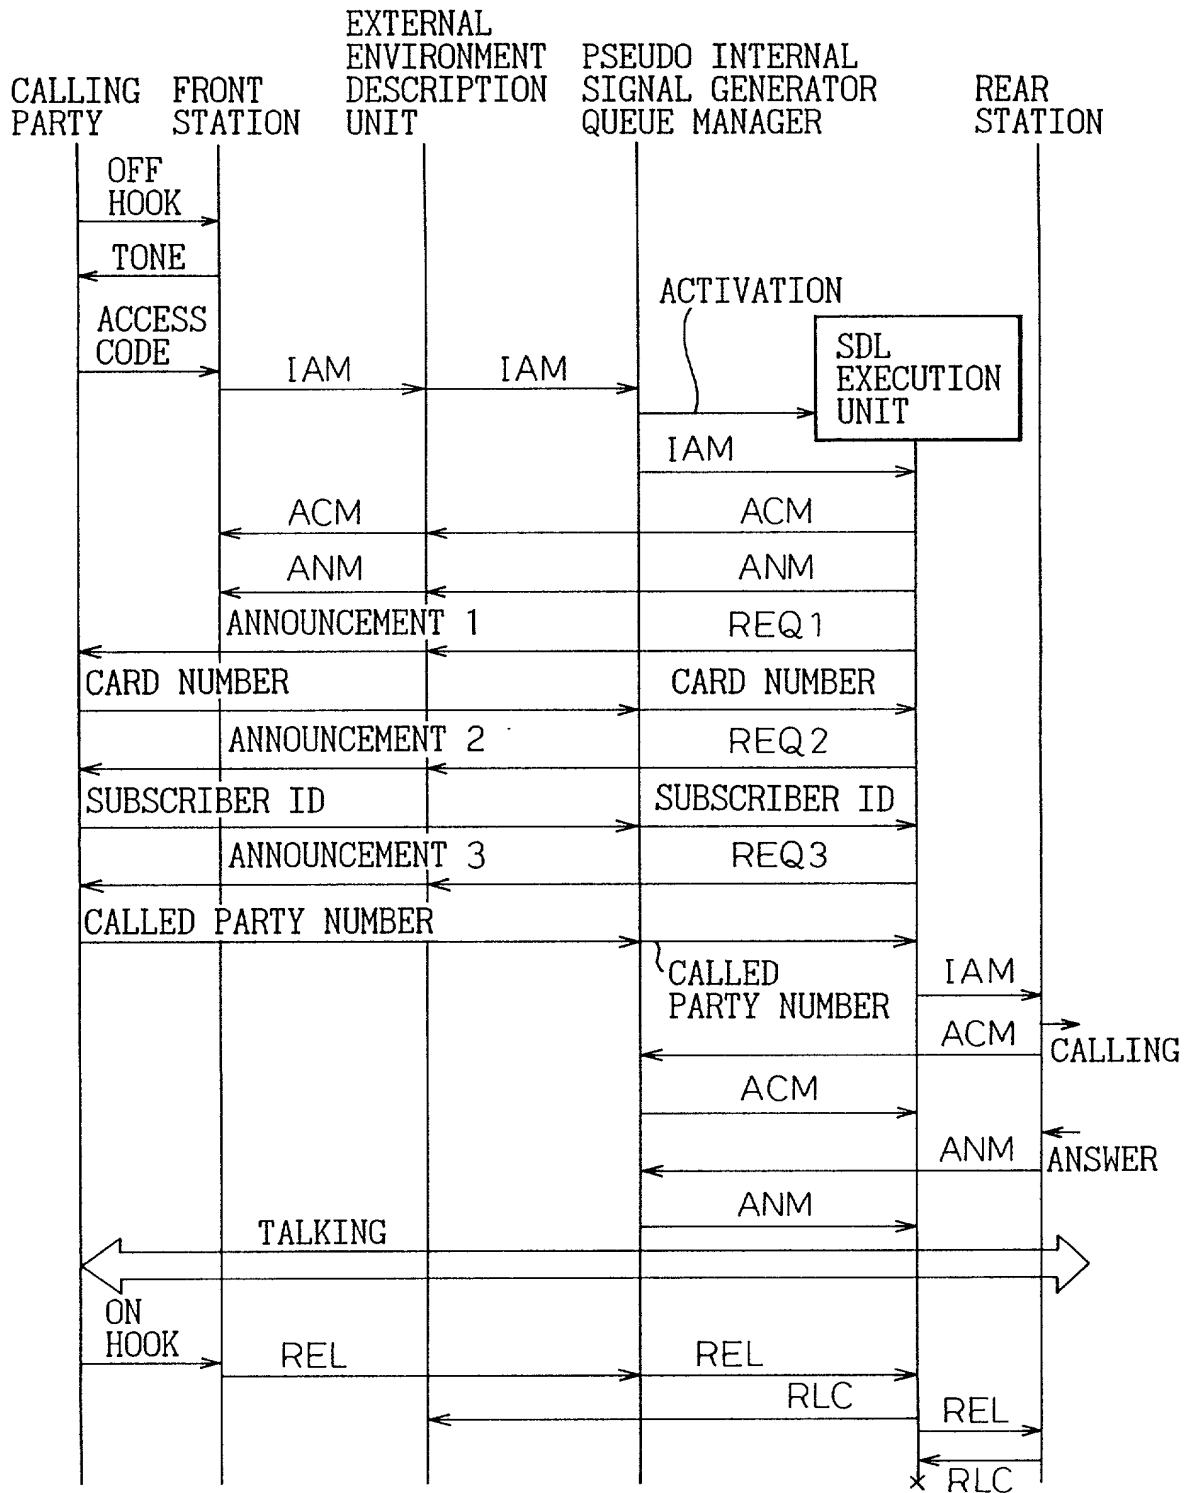 EXTERNAL
ENVIRONMENT
DESCRIPTION
UNIT
PSEUDO INTERNAL
SIGNAL GENERATOR
QUEUE MANAGER
CALLING
PARTY
FRONT
STATION
REAR
STATION
OFF
HOOK
TONE
ACCESS
CODE
IAM
IAM
ACTIVATION
SDL
EXECUTION
UNIT
IAM
ACM
ACM
ANM
ANM
ANNOUNCEMENT 1
REQ1
CARD NUMBER
CARD NUMBER
ANNOUNCEMENT 2
REQ2
SUBSCRIBER ID
SUBSCRIBER ID
ANNOUNCEMENT 3
REQ3
CALLED PARTY NUMBER
CALLED
PARTY NUMBER
IAM
ACM
CALLING
ACM
ANM
ANSWER
ANM
TALKING
ON
HOOK
REL
REL
RLC
REL
RLC